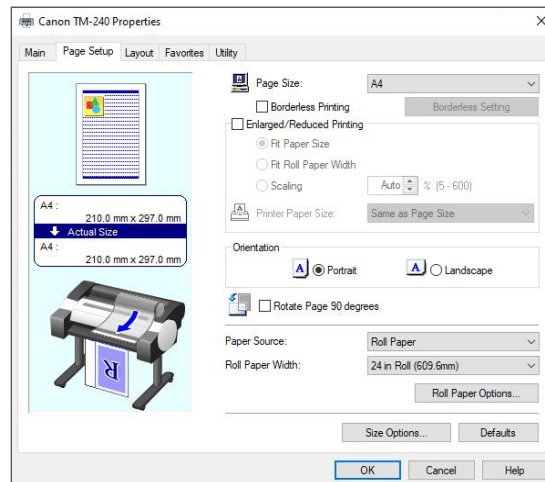 Canon TM-240 Properties
Main Page Setup Layout Favorites Utility
A4 :
210.0 mm x 297.0 mm
Actual Size
A4 :
210.0 mm x 297.0 mm
R
Page Size: A4
Borderless Printing Borderless Setting
Enlarged/Reduced Printing
Fit Paper Size
Fit Roll Paper Width
Scaling Auto % (5 - 600)
Printer Paper Size: Same as Page Size
Orientation
A Portrait A Landscape
Rotate Page 90 degrees
Paper Source: Roll Paper
Roll Paper Width: 24 in Roll (609.6mm)
Roll Paper Options...
Size Options... Defaults
OK Cancel Help